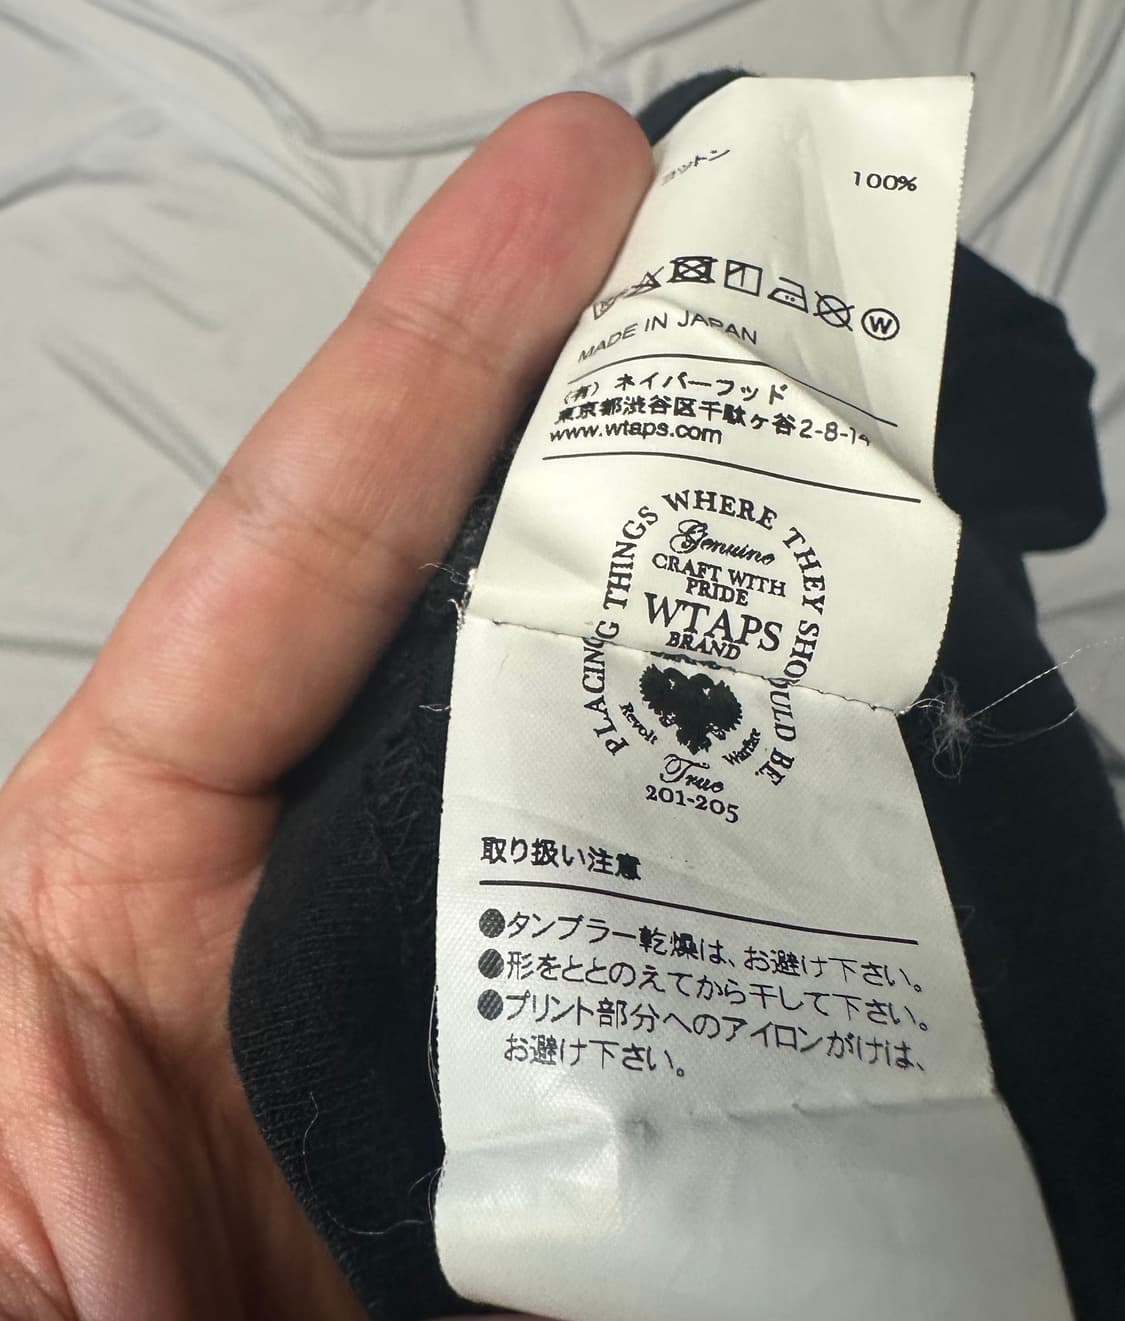 コットン 100%
MADE IN JAPAN
(有) ネイバーフッド
東京都渋谷区千駄ヶ谷2-8-14
www.wtaps.com
PLACING THINGS WHERE THEY SHOULD BE
Genuine
CRAFT WITH
PRIDE
WTAPS
BRAND
Revolt
Warfare
True
201-205
取り扱い注意
●タンブラー乾燥は、お避け下さい。
●形をととのえてから干して下さい。
●プリント部分へのアイロンがけは、
お避け下さい。